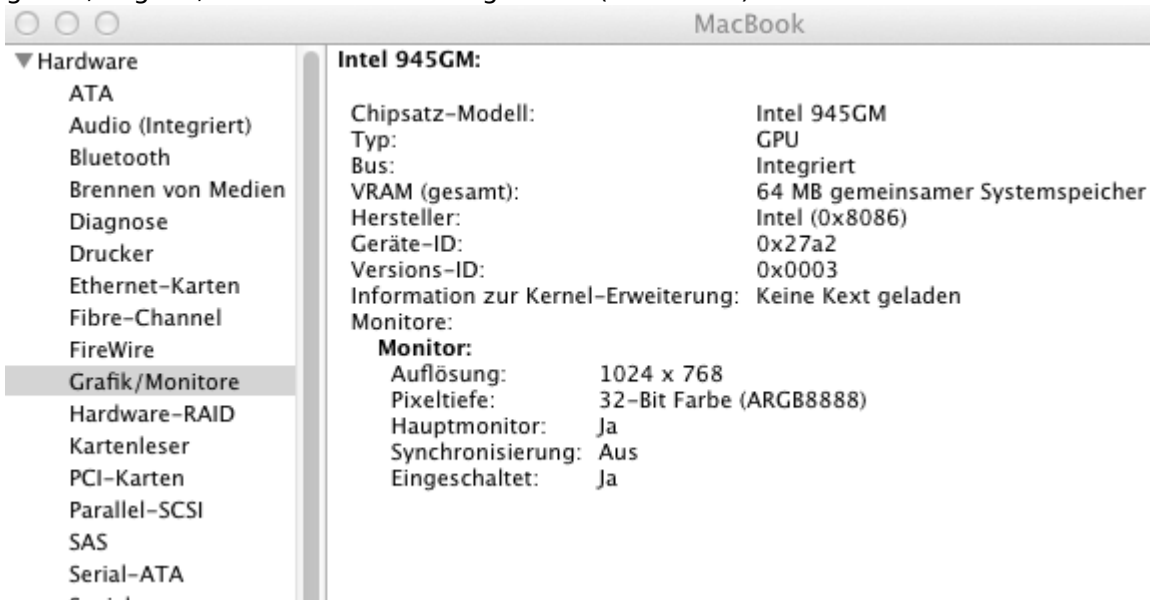 MacBook
▼Hardware
ATA
Audio (Integriert)
Bluetooth
Brennen von Medien
Diagnose
Drucker
Ethernet-Karten
Fibre-Channel
FireWire
Grafik/Monitore
Hardware-RAID
Kartenleser
PCI-Karten
Parallel-SCSI
SAS
Serial-ATA
Intel 945GM:
Chipsatz-Modell: Intel 945GM
Typ: GPU
Bus: Integriert
VRAM (gesamt): 64 MB gemeinsamer Systemspeicher
Hersteller: Intel (0x8086)
Geräte-ID: 0x27a2
Versions-ID: 0x0003
Information zur Kernel-Erweiterung: Keine Kext geladen
Monitore:
Monitor:
Auflösung: 1024 x 768
Pixeltiefe: 32-Bit Farbe (ARGB8888)
Hauptmonitor: Ja
Synchronisierung: Aus
Eingeschaltet: Ja